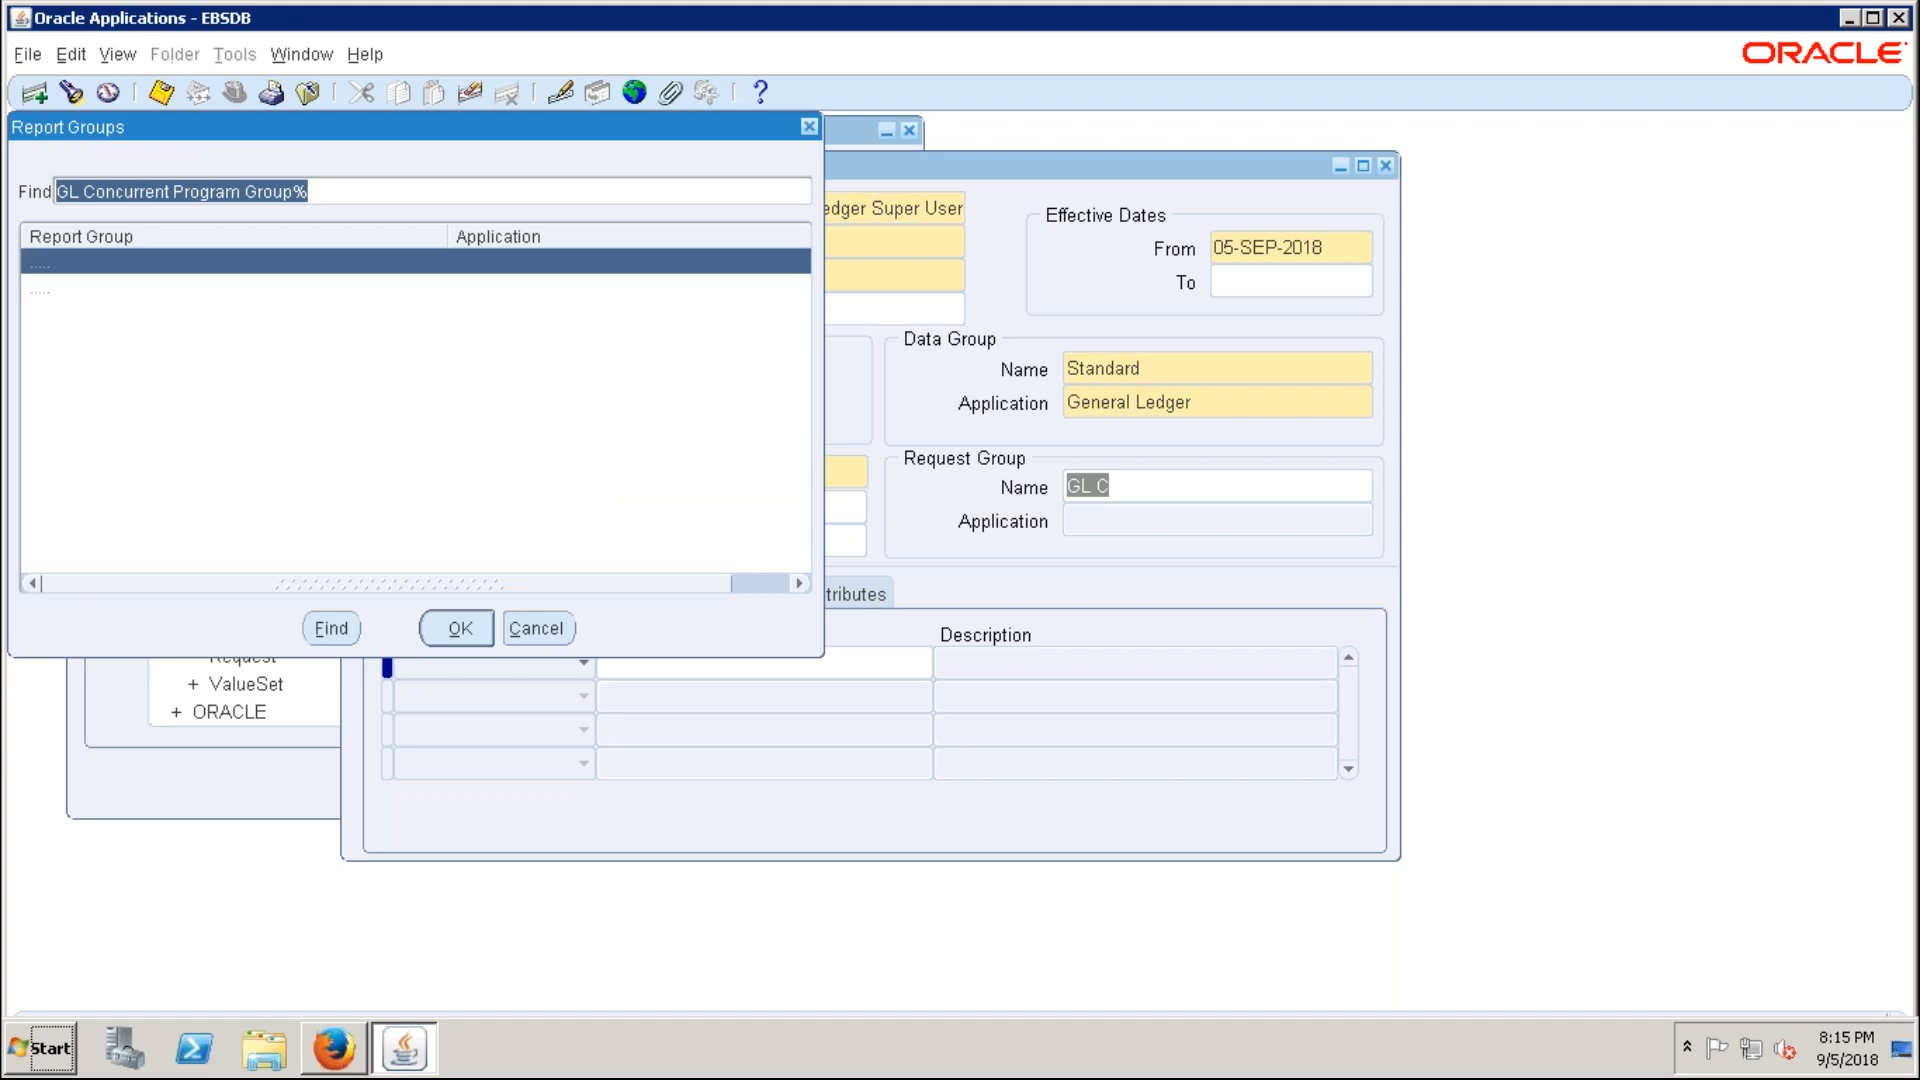 Oracle Applications - EBSDB
File Edit View Folder Tools Window Help
ORACLE
Report Groups
Find GL Concurrent Program Group%
Report Group Application
.....
.....
Find OK Cancel
edger Super User
Effective Dates
From 05-SEP-2018
To
Data Group
Name Standard
Application General Ledger
Request Group
Name GL C
Application
tributes
Description
Request
+ ValueSet
+ ORACLE
Start
8:15 PM
9/5/2018